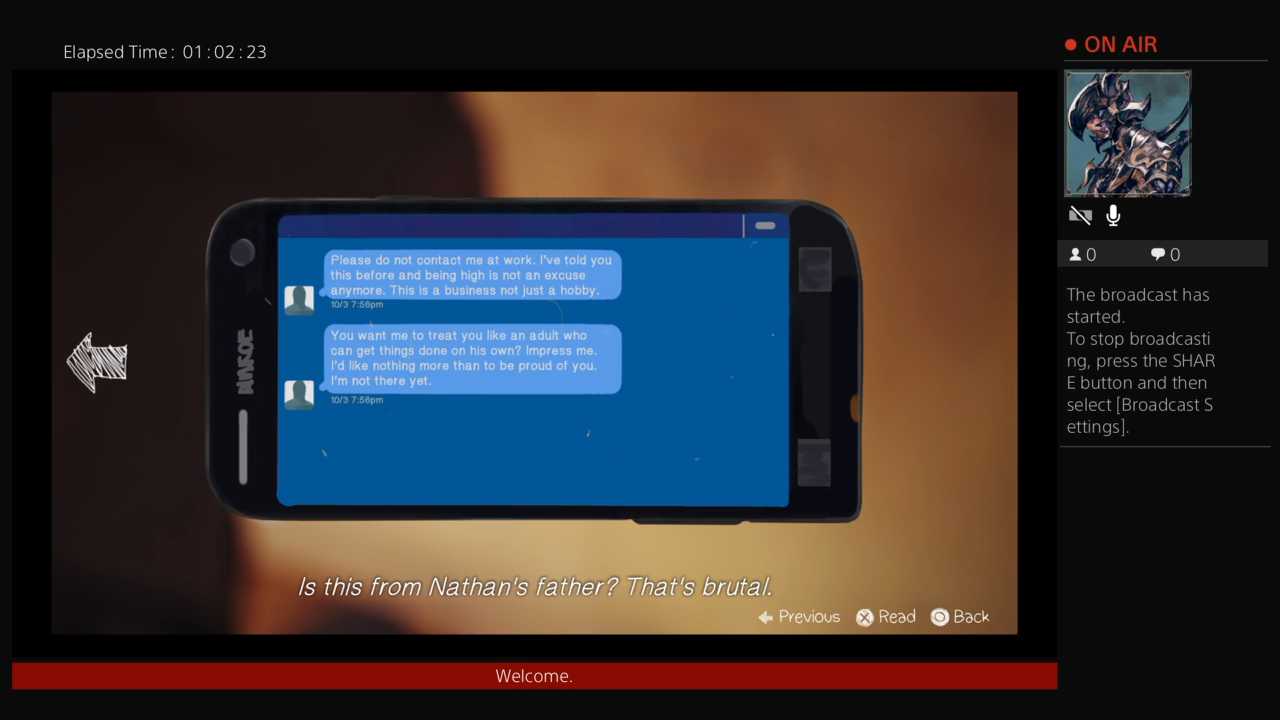 Elapsed Time: 01:02:23
ON AIR
Please do not contact me at work. I've told you
this before and being high is not an excuse
anymore. This is a business not just a hobby.
10/3 7:56pm
You want me to treat you like an adult who
can get things done on his own? Impress me.
I'd like nothing more than to be proud of you.
I'm not there yet.
10/3 7:56pm
Is this from Nathan's father? That's brutal.
Previous Read Back
Welcome.
0 0
The broadcast has
started.
To stop broadcasti
ng, press the SHAR
E button and then
select [Broadcast S
ettings].